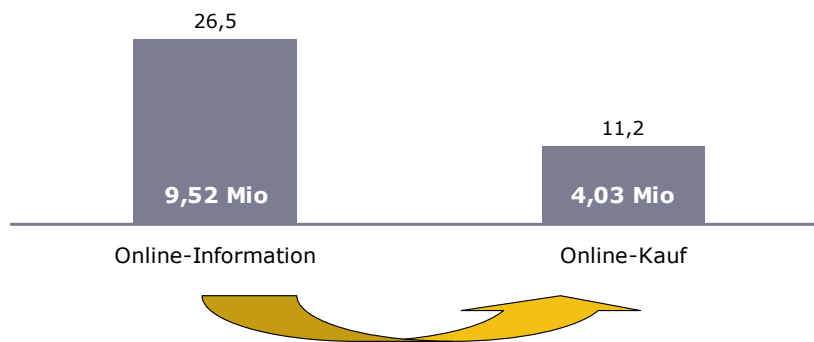 26,5
11,2
9,52 Mio
4,03 Mio
Online-Information
Online-Kauf